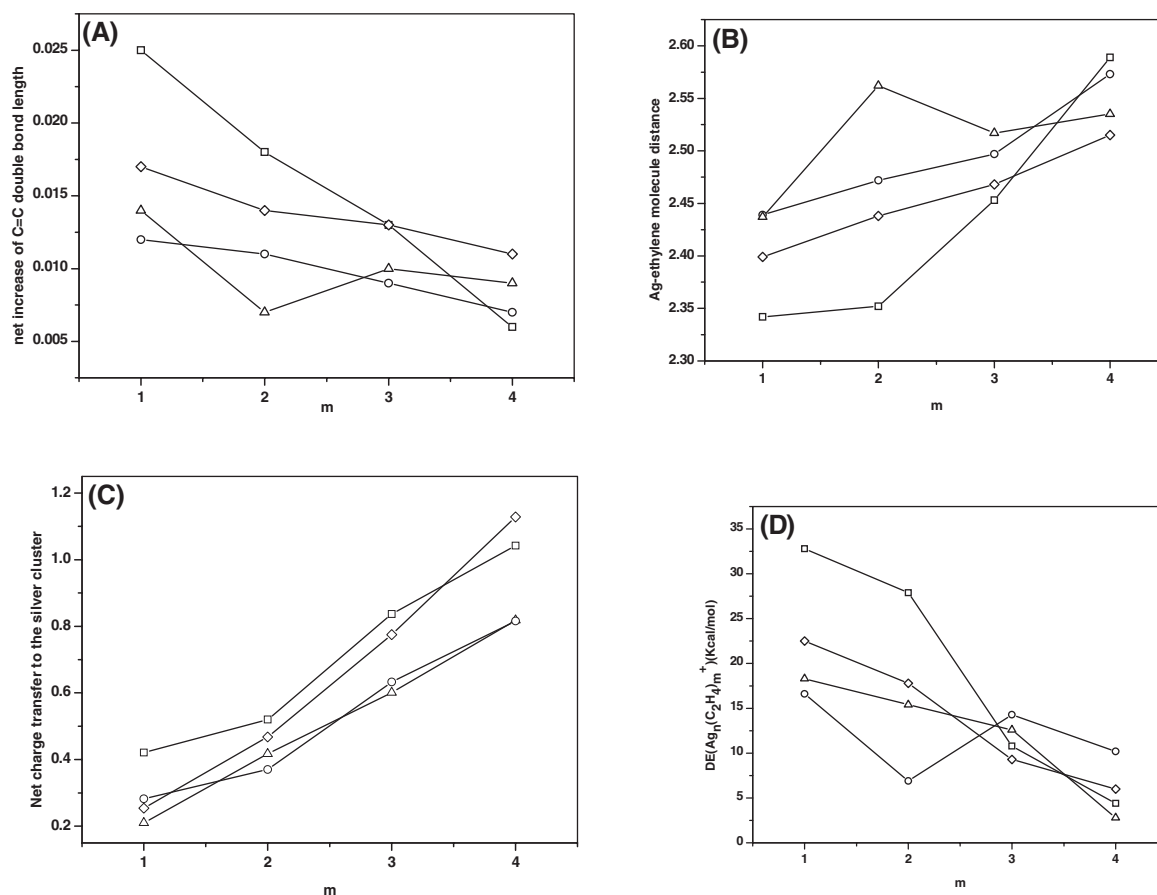 (A)
net increase of C=C double bond length
0.025
0.020
0.015
0.010
0.005
1 2 3 4
m
(B)
Ag-ethylene molecule distance
2.60
2.55
2.50
2.45
2.40
2.35
2.30
1 2 3 4
m
(C)
Net charge transfer to the silver cluster
1.2
1.0
0.8
0.6
0.4
0.2
1 2 3 4
m
(D)
DE(Agn(C2H4)m+)(Kcal/mol)
35
30
25
20
15
10
5
0
1 2 3 4
m